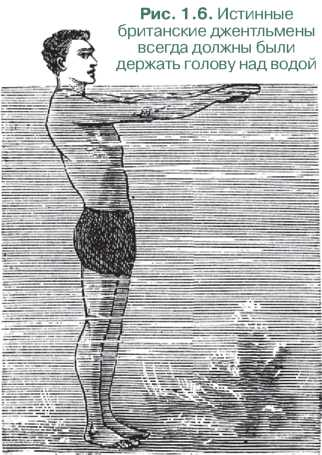 Рис. 1.6. Истинные
британские джентльмены
всегда должны были
держать голову над водой